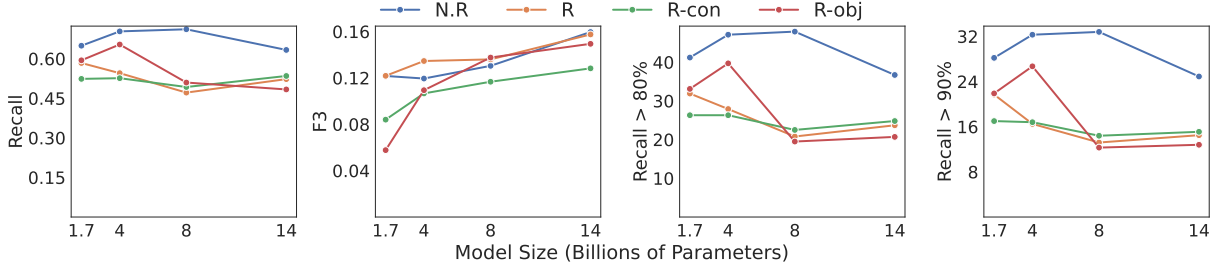 N.R R R-con R-obj
Recall
0.60
0.45
0.30
0.15
1.7 4 8 14
F3
0.16
0.12
0.08
0.04
1.7 4 8 14
Recall > 80%
40
30
20
10
1.7 4 8 14
Recall > 90%
32
24
16
8
1.7 4 8 14
Model Size (Billions of Parameters)